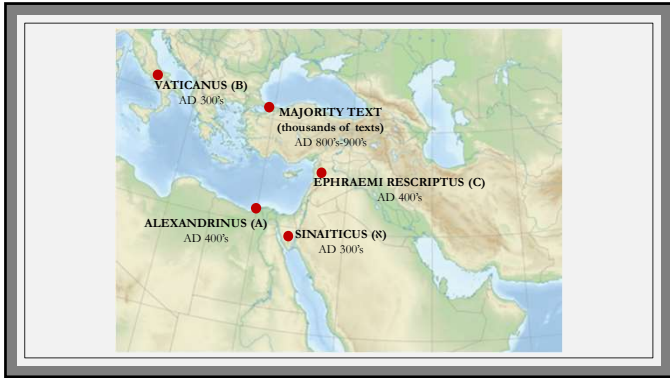 VATICANUS (B)
AD 300's
MAJORITY TEXT
(thousands of texts)
AD 800's-900's
EPHRAEMI RESCRIPTUS (C)
AD 400's
ALEXANDRINUS (A)
AD 400's
SINAITICUS (א)
AD 300's